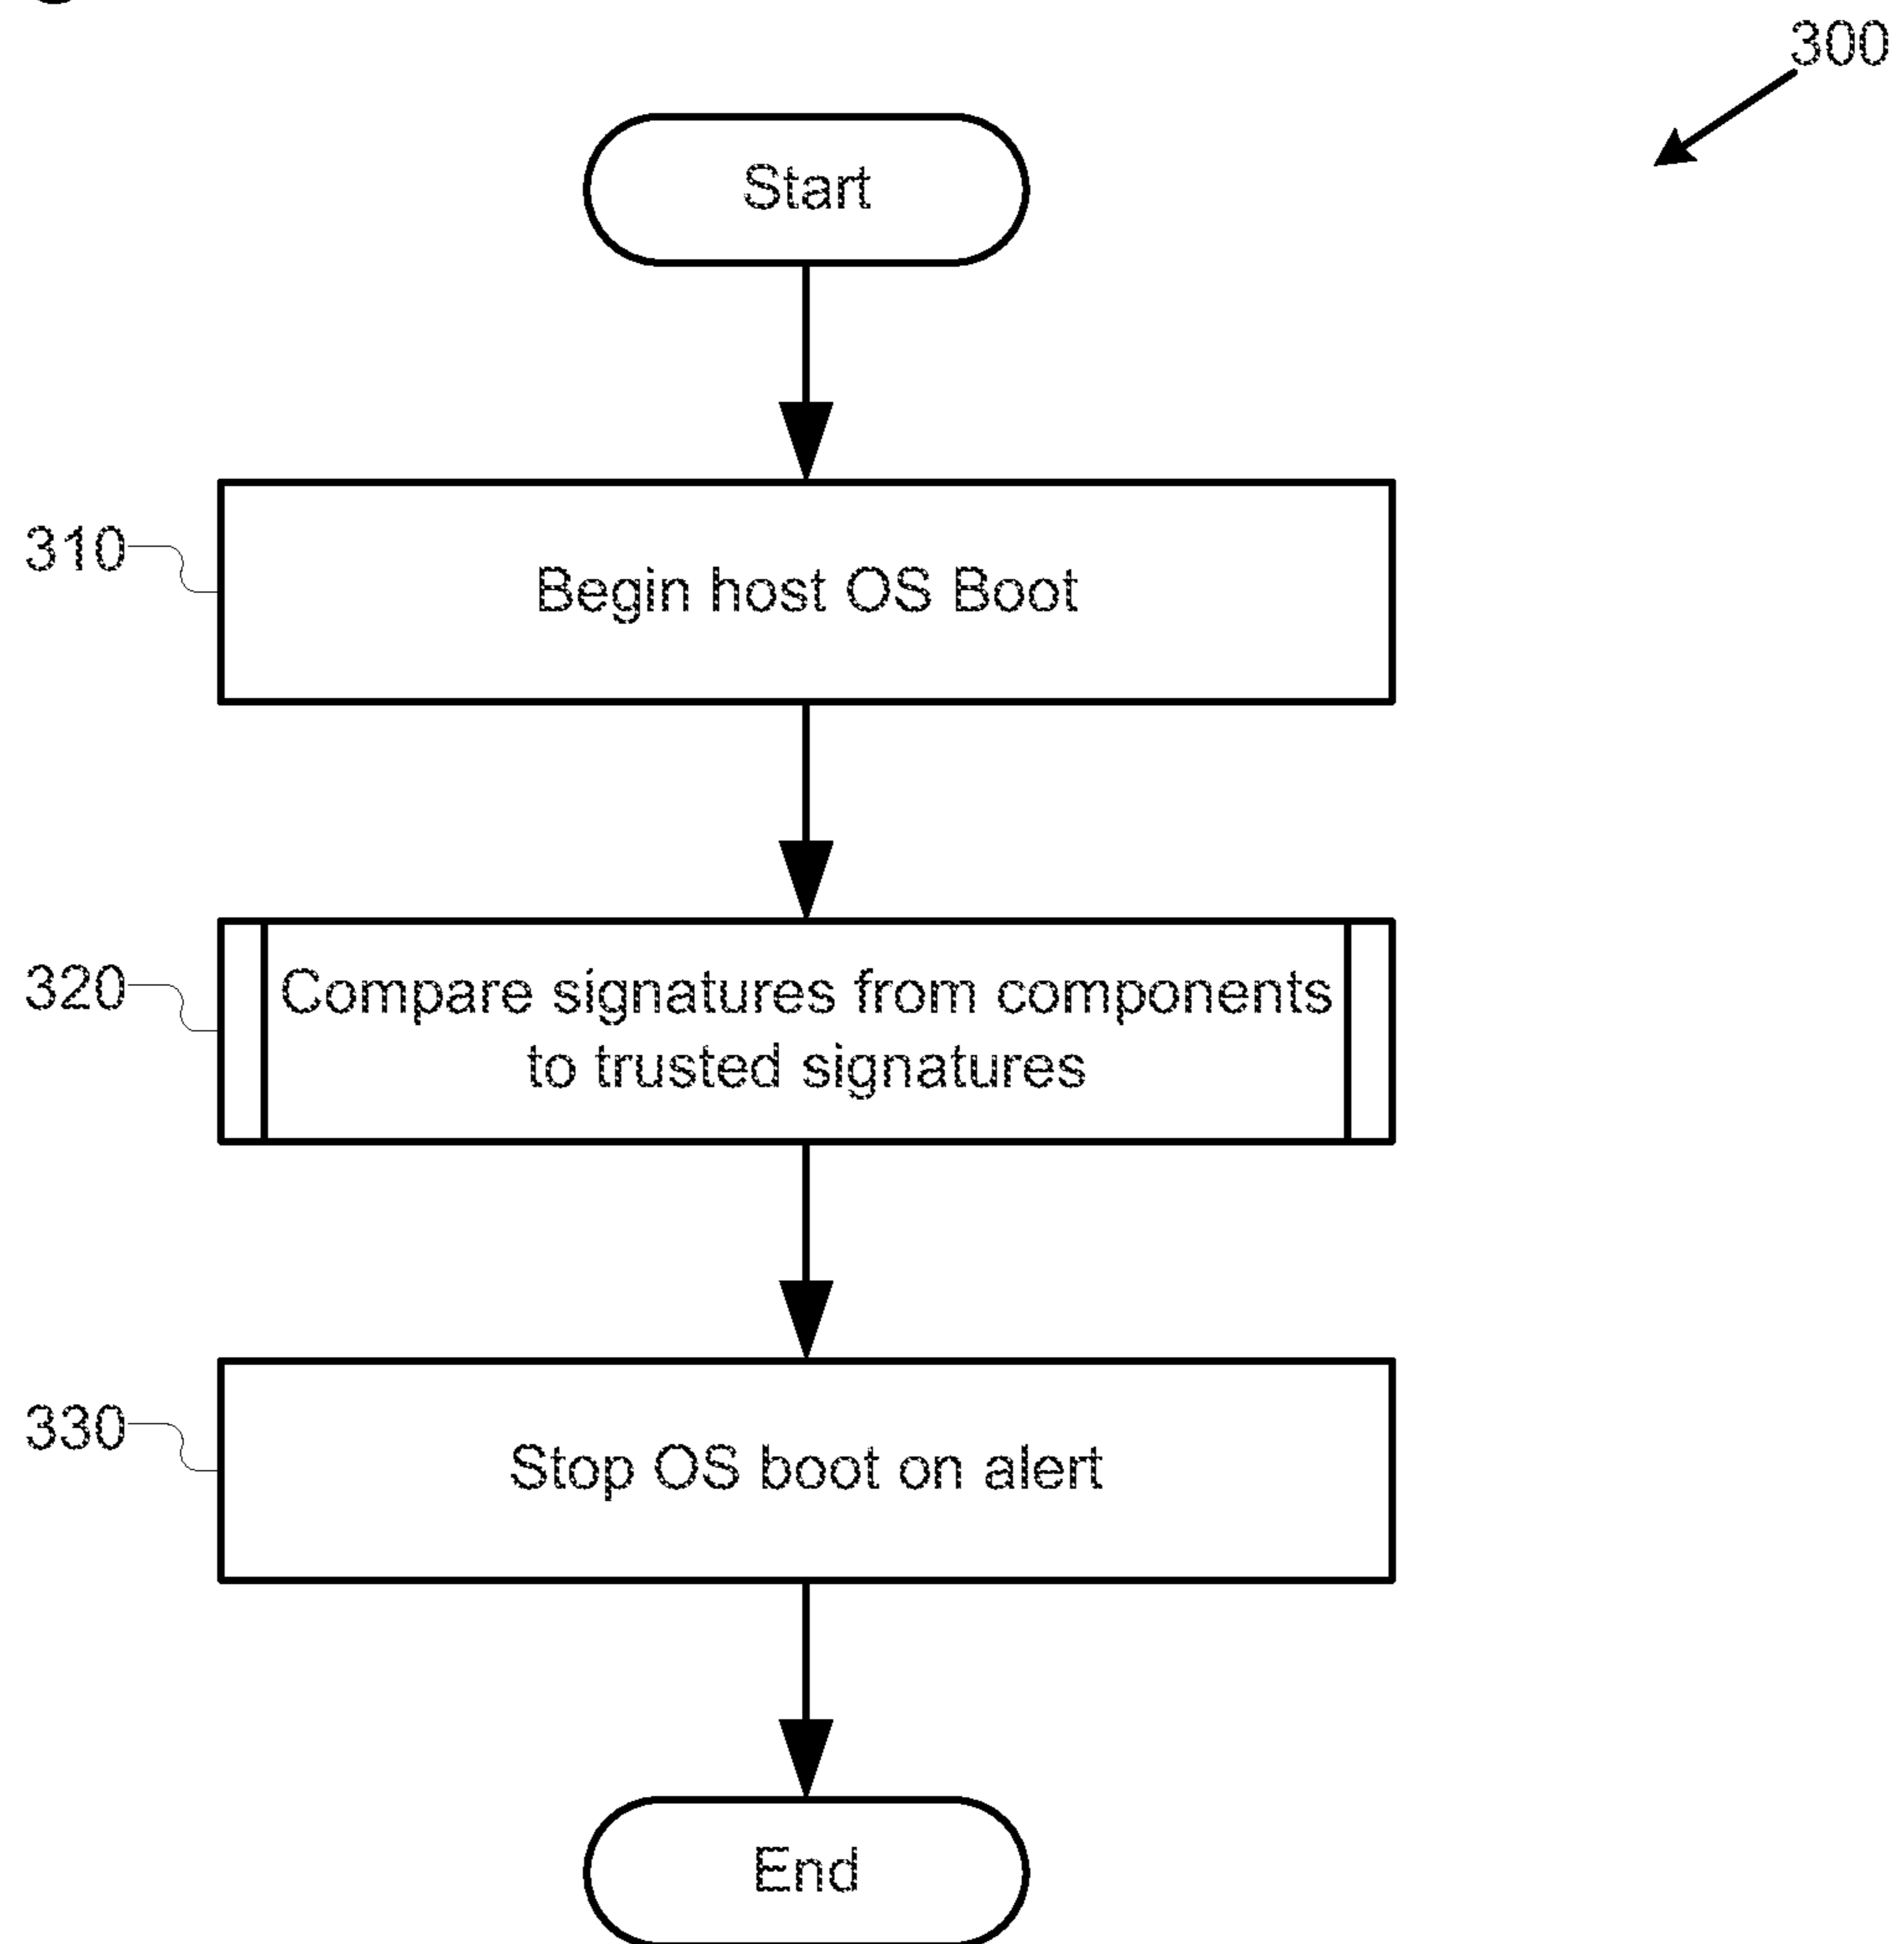 300
Start
310
Begin host OS Boot
320
Compare signatures from components
to trusted signatures
330
Stop OS boot on alert
End